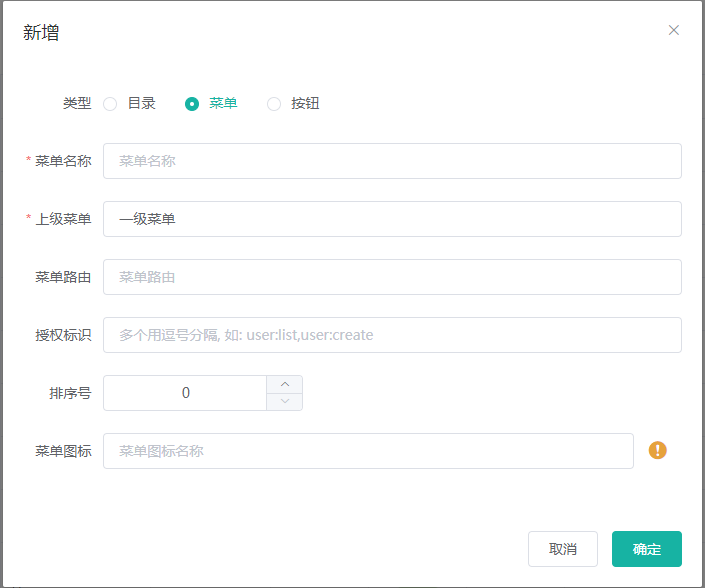 新增
类型 目录 菜单 按钮
* 菜单名称 菜单名称
* 上级菜单 一级菜单
菜单路由 菜单路由
授权标识 多个用逗号分隔, 如: user:list,user:create
排序号 0
菜单图标 菜单图标名称
取消 确定